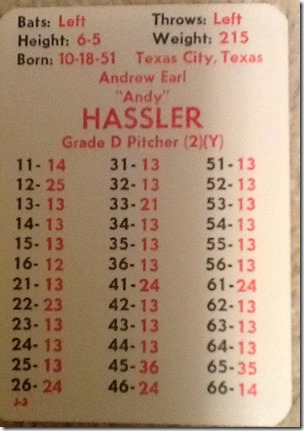 Bats: Left Throws: Left
Height: 6-5 Weight: 215
Born: 10-18-51 Texas City, Texas
Andrew Earl
"Andy"
HASSLER
Grade D Pitcher (2)(Y)
11- 14 31- 13 51- 13
12- 25 32- 13 52- 13
13- 13 33- 21 53- 13
14- 13 34- 13 54- 13
15- 13 35- 13 55- 13
16- 12 36- 13 56- 13
21- 13 41- 24 61- 24
22- 23 42- 13 62- 13
23- 13 43- 13 63- 13
24- 13 44- 13 64- 13
25- 13 45- 36 65- 35
26- 24 46- 24 66- 14
J-3